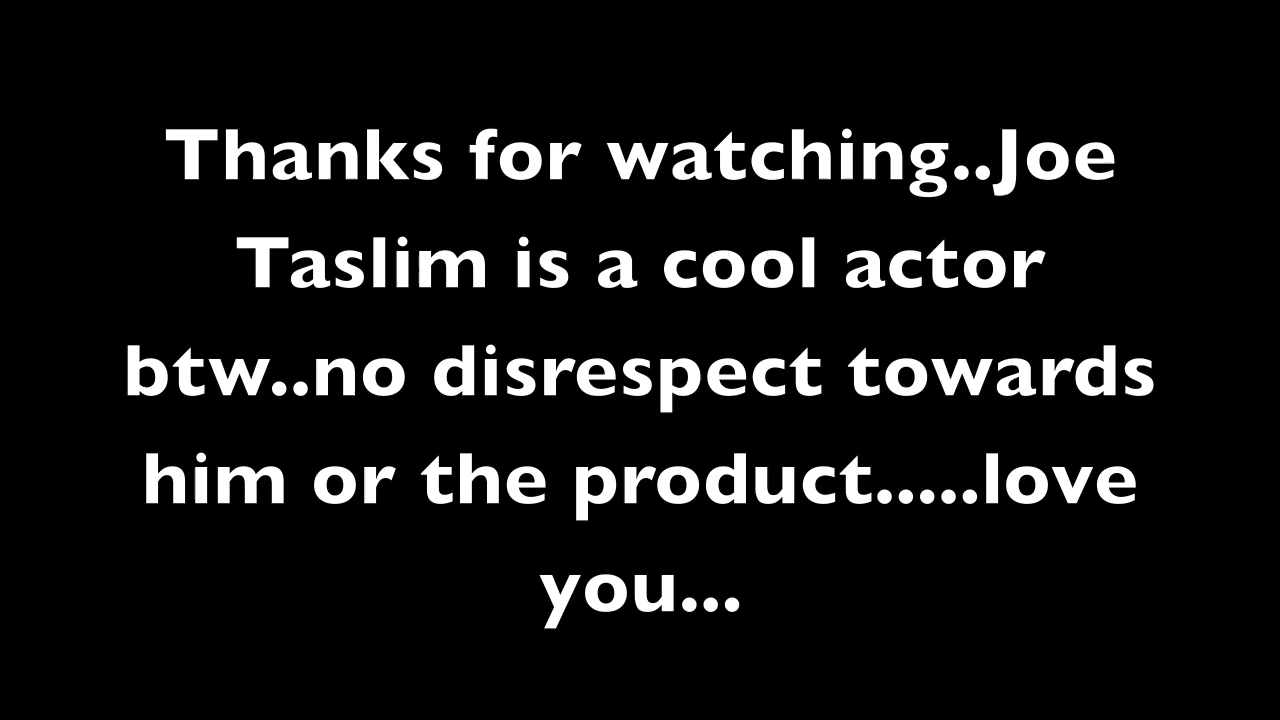 Thanks for watching..Joe
Taslim is a cool actor
btw..no disrespect towards
him or the product.....love
you...